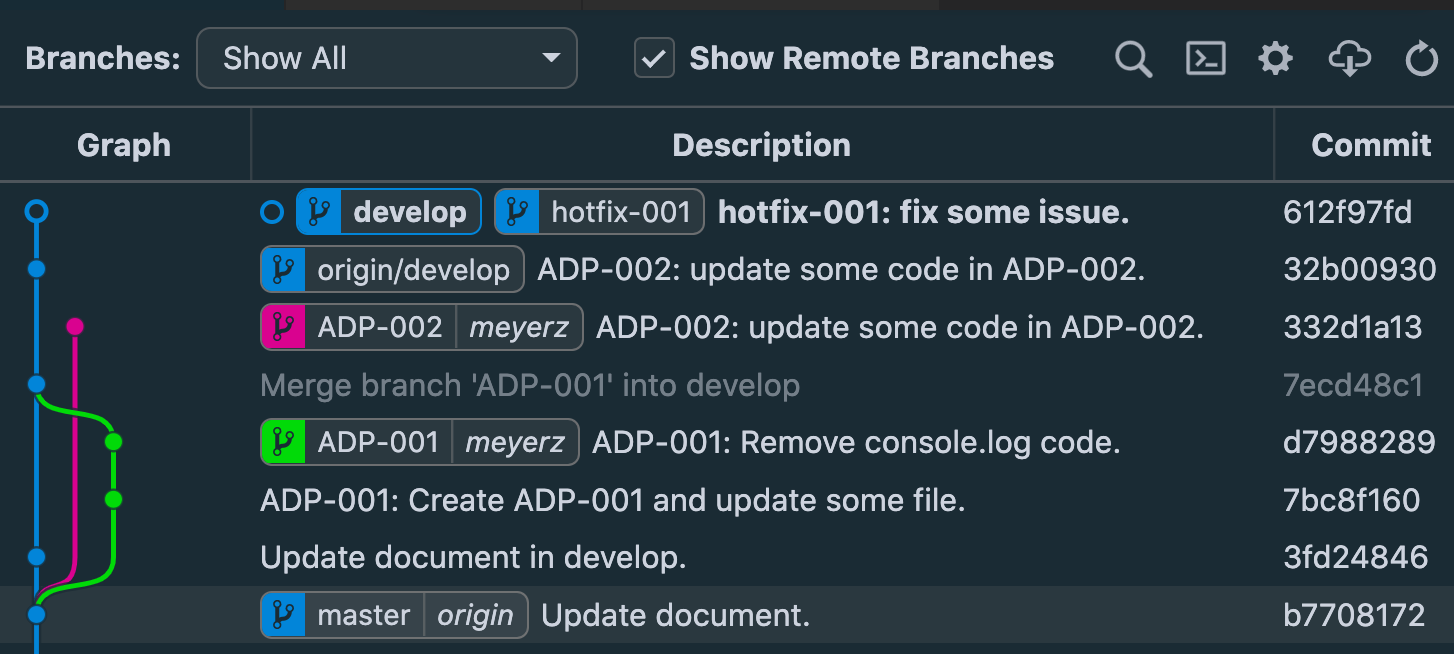 Branches: Show All Show Remote Branches
Graph Description Commit
develop hotfix-001 hotfix-001: fix some issue. 612f97fd
origin/develop ADP-002: update some code in ADP-002. 32b00930
ADP-002 meyerz ADP-002: update some code in ADP-002. 332d1a13
Merge branch 'ADP-001' into develop 7ecd48c1
ADP-001 meyerz ADP-001: Remove console.log code. d7988289
ADP-001: Create ADP-001 and update some file. 7bc8f160
Update document in develop. 3fd24846
master origin Update document. b7708172